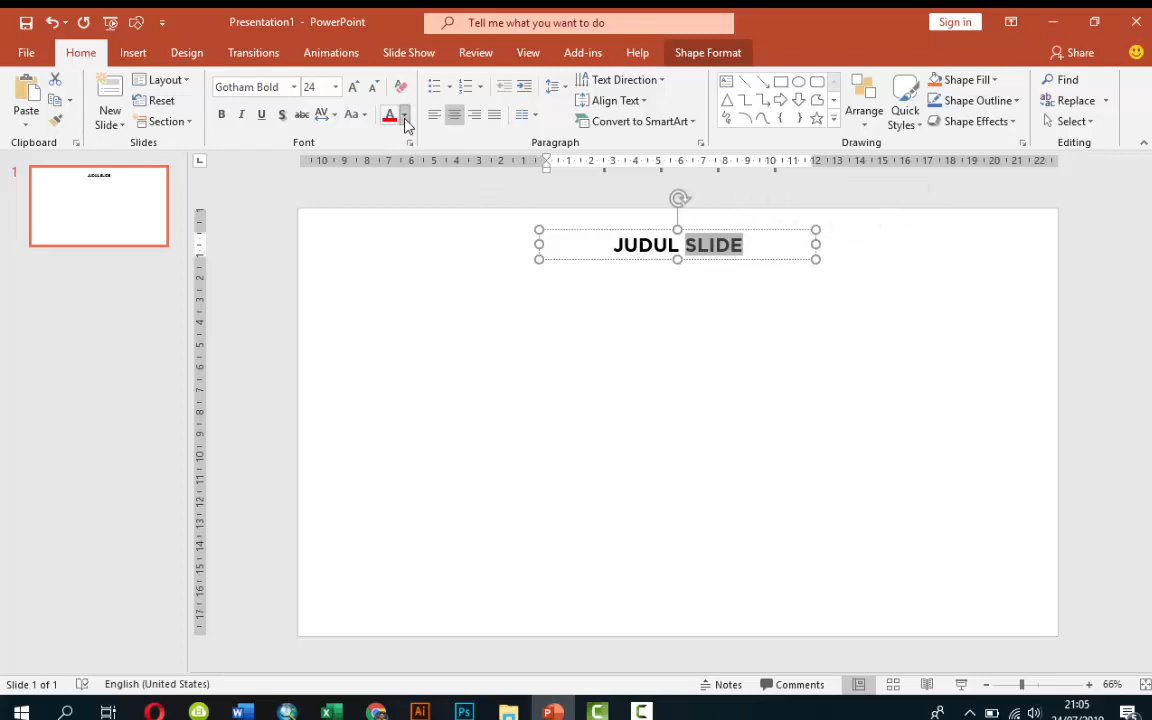 Presentation1 - PowerPoint
Tell me what you want to do
Sign in
File Home Insert Design Transitions Animations Slide Show Review View Add-ins Help Shape Format Share
Paste
New Slide
Layout
Reset
Section
Gotham Bold 24
B I U S abc AV Aa A
Text Direction
Align Text
Convert to SmartArt
Arrange
Quick Styles
Shape Fill
Shape Outline
Shape Effects
Find
Replace
Select
Clipboard Slides Font Paragraph Drawing Editing
1
JUDUL SLIDE
JUDUL SLIDE
Slide 1 of 1 English (United States) Notes Comments 66%
21:05